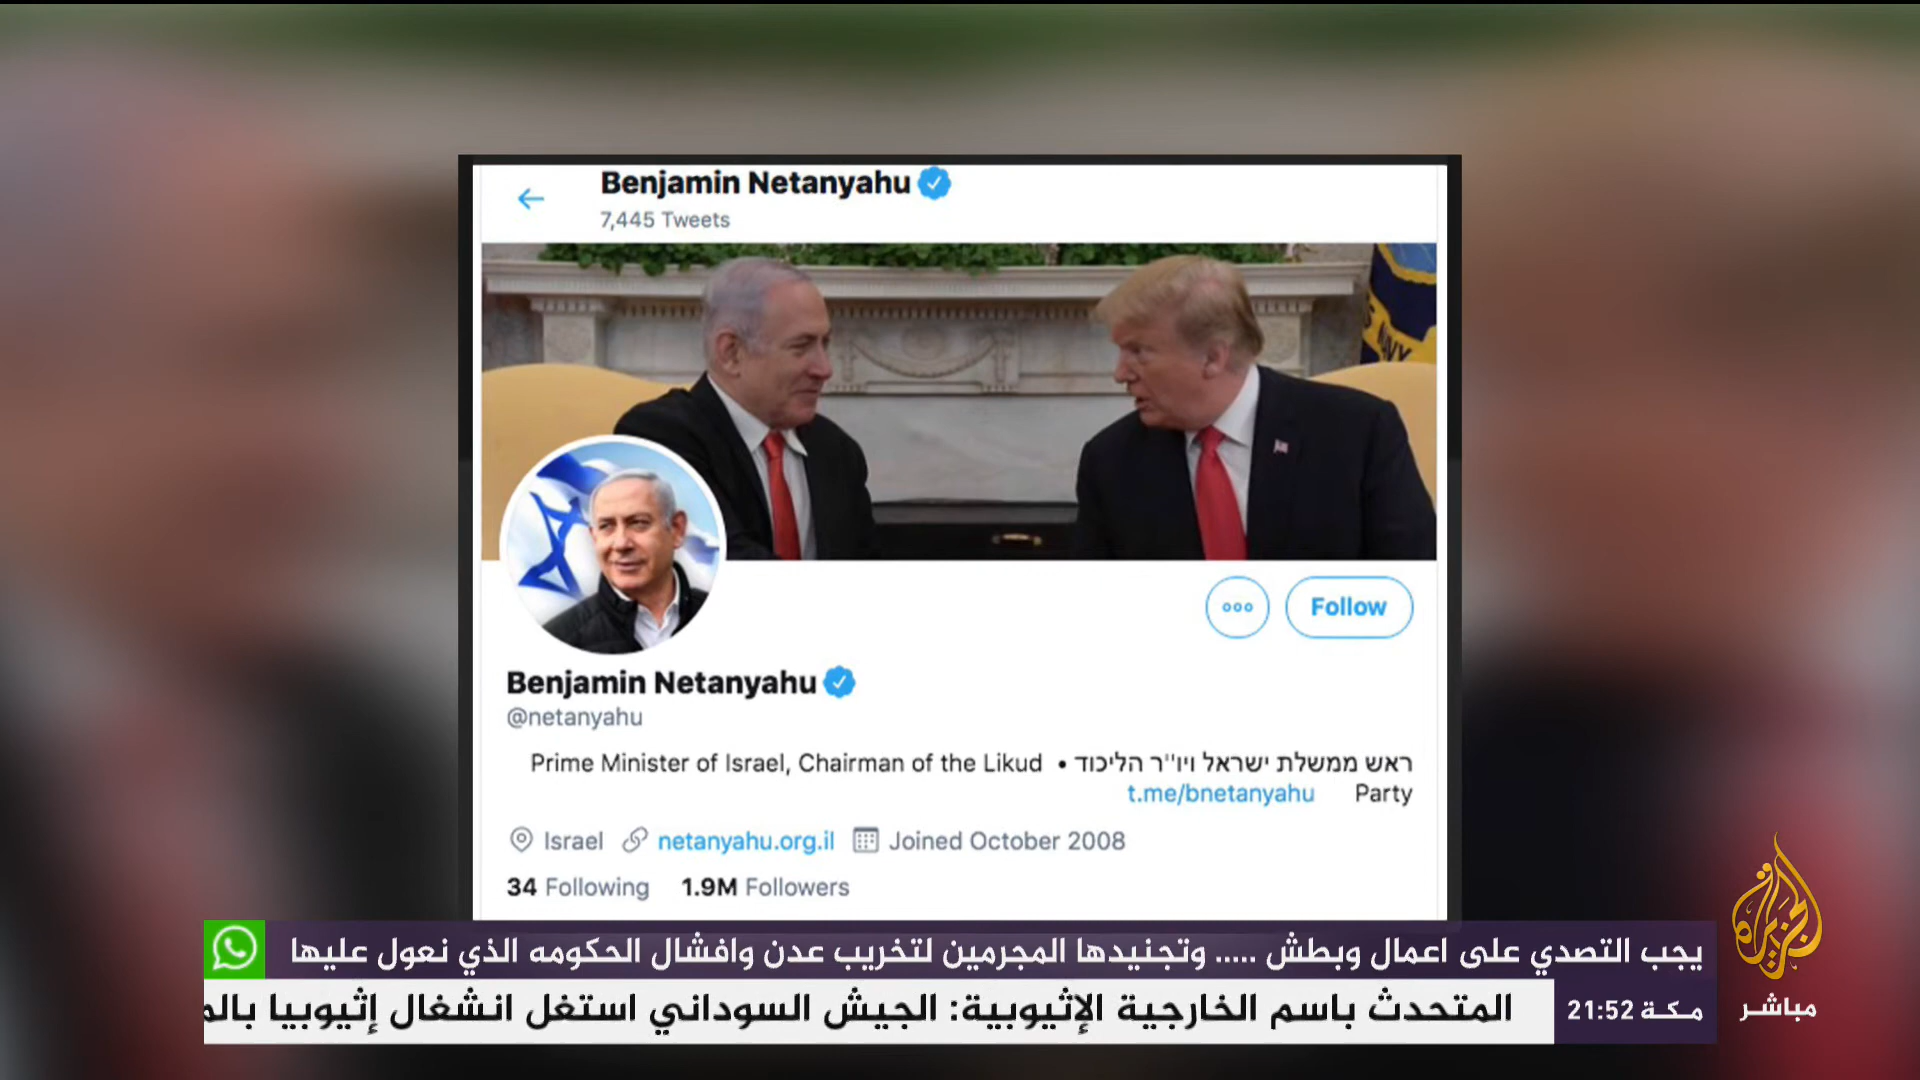 Benjamin Netanyahu
7,445 Tweets
NAVY
Follow
Benjamin Netanyahu
@netanyahu
ראש ממשלת ישראל ויו''ר הליכוד • Prime Minister of Israel, Chairman of the Likud
Party t.me/bnetanyahu
Israel netanyahu.org.il Joined October 2008
34 Following 1.9M Followers
يجب التصدي على اعمال وبطش ..... وتجنيدها المجرمين لتخريب عدن وافشال الحكومه الذي نعول عليها
المتحدث باسم الخارجية الإثيوبية: الجيش السوداني استغل انشغال إثيوبيا
مكة 21:52
الجزيرة
مباشر